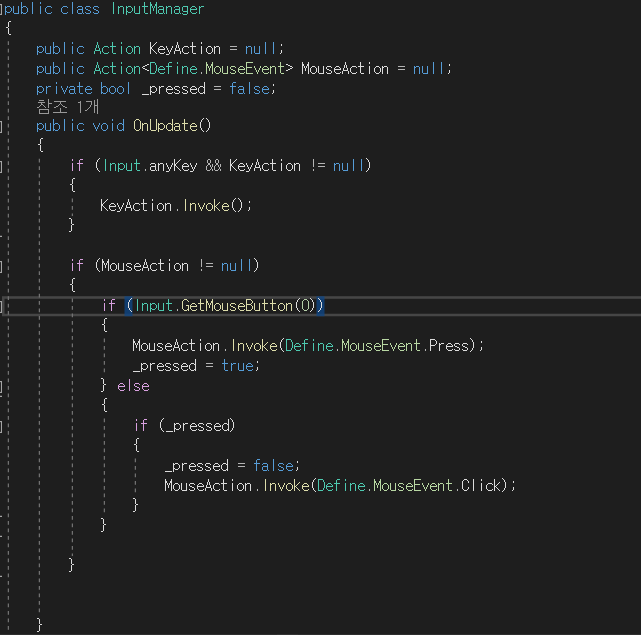 public class InputManager
{
public Action KeyAction = null;
public Action<Define.MouseEvent> MouseAction = null;
private bool _pressed = false;
참조 1개
public void OnUpdate()
{
if (Input.anyKey && KeyAction != null)
{
KeyAction.Invoke();
}
if (MouseAction != null)
{
if (Input.GetMouseButton(0))
{
MouseAction.Invoke(Define.MouseEvent.Press);
_pressed = true;
} else
{
if (_pressed)
{
_pressed = false;
MouseAction.Invoke(Define.MouseEvent.Click);
}
}
}
}